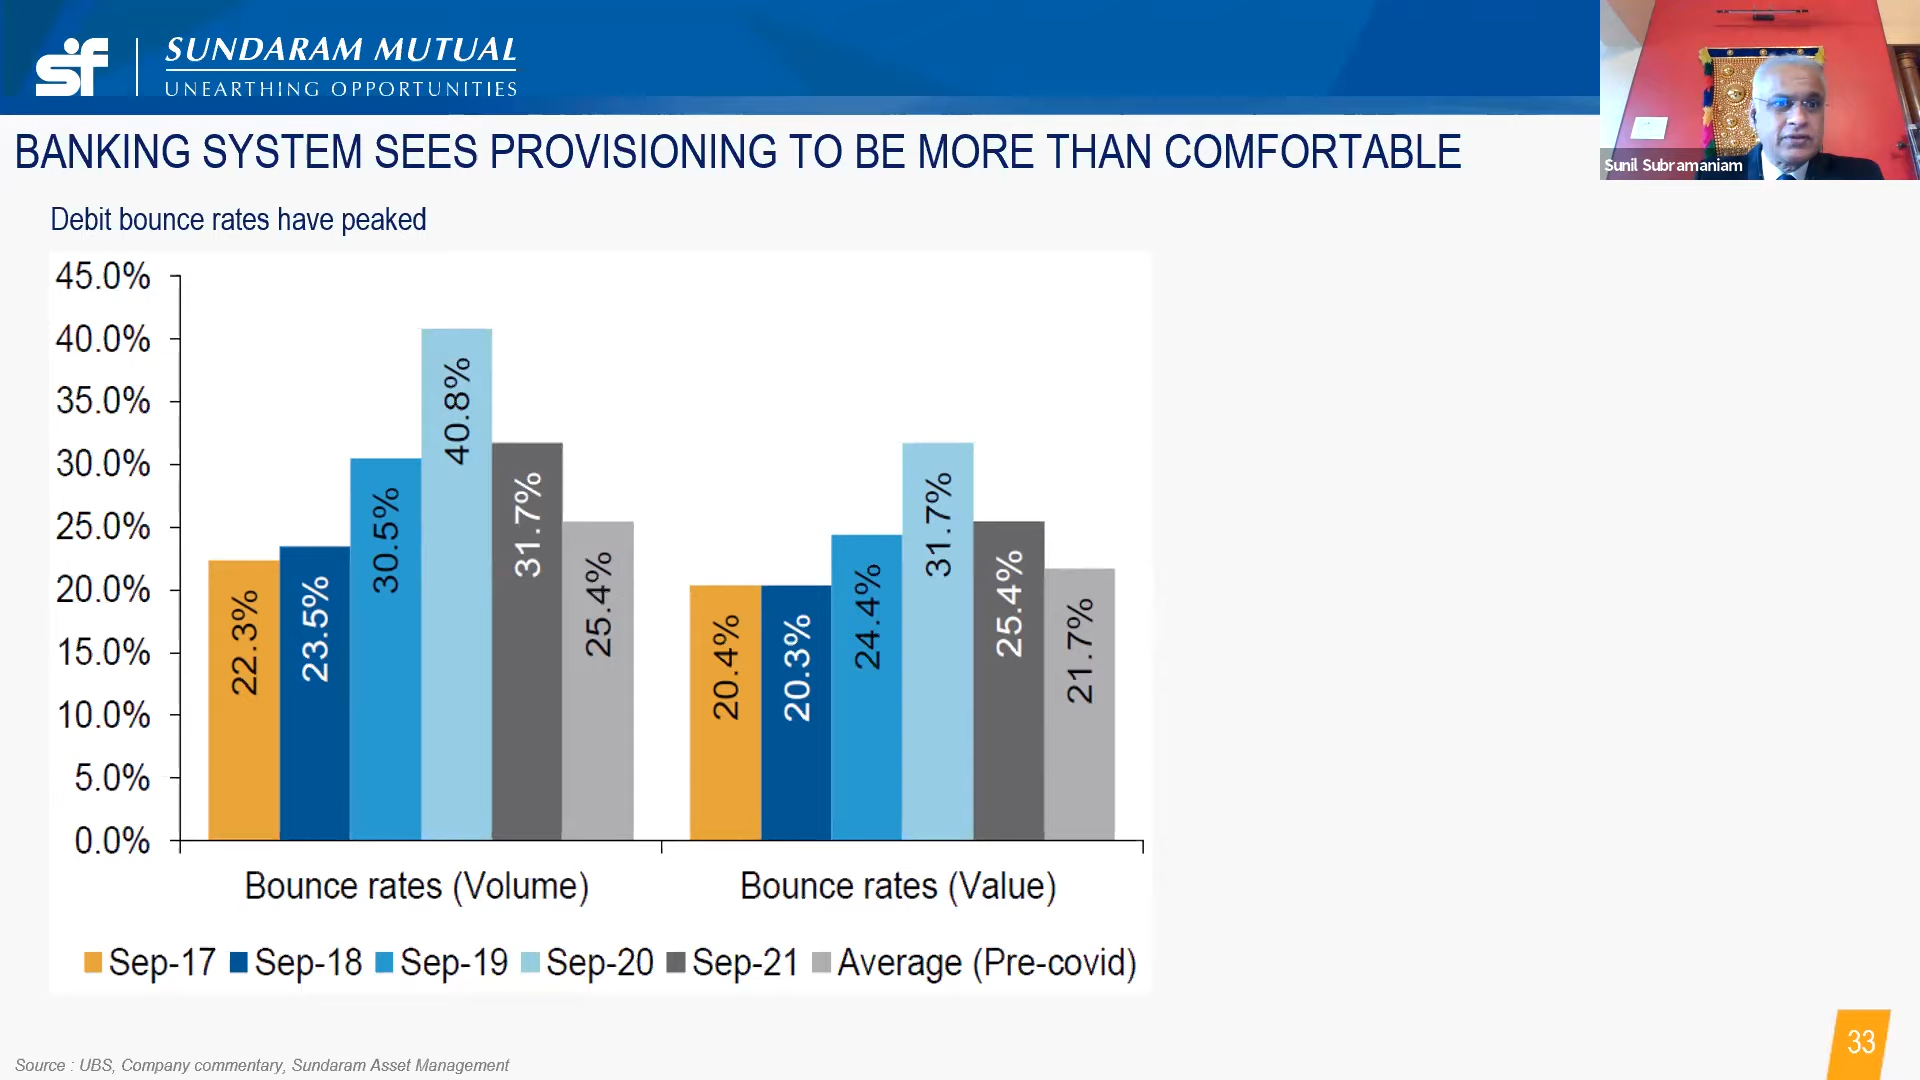 sf
SUNDARAM MUTUAL
UNEARTHING OPPORTUNITIES
Sunil Subramaniam
BANKING SYSTEM SEES PROVISIONING TO BE MORE THAN COMFORTABLE
Debit bounce rates have peaked
45.0%
40.0%
35.0%
30.0%
25.0%
20.0%
15.0%
10.0%
5.0%
0.0%
22.3%
23.5%
30.5%
40.8%
31.7%
25.4%
20.4%
20.3%
24.4%
31.7%
25.4%
21.7%
Bounce rates (Volume) Bounce rates (Value)
Sep-17 Sep-18 Sep-19 Sep-20 Sep-21 Average (Pre-covid)
33
Source : UBS, Company commentary, Sundaram Asset Management